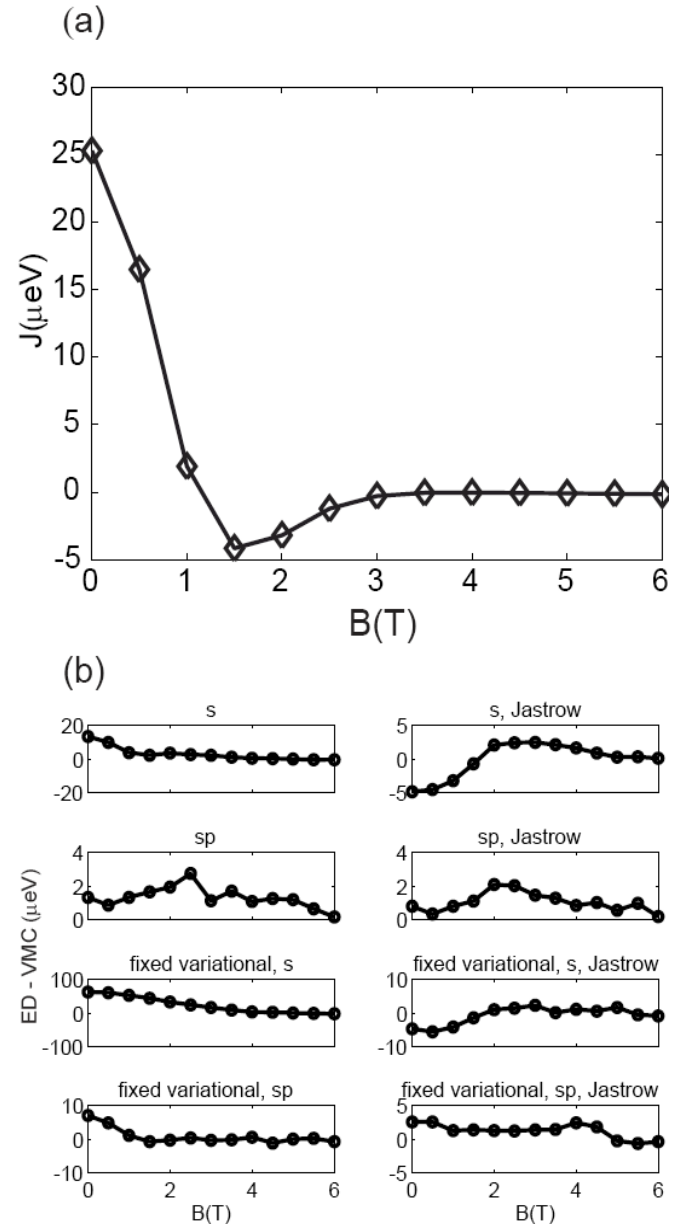 (a)
30
25
20
15
10
5
0
-5
J(μeV)
0 1 2 3 4 5 6
B(T)
(b)
s
20
0
-20
s, Jastrow
5
0
-5
sp
4
2
0
sp, Jastrow
4
2
0
ED - VMC (μeV)
fixed variational, s
100
0
-100
fixed variational, s, Jastrow
10
0
-10
fixed variational, sp
10
0
-10
0 2 4 6
B(T)
fixed variational, sp, Jastrow
5
0
-5
0 2 4 6
B(T)